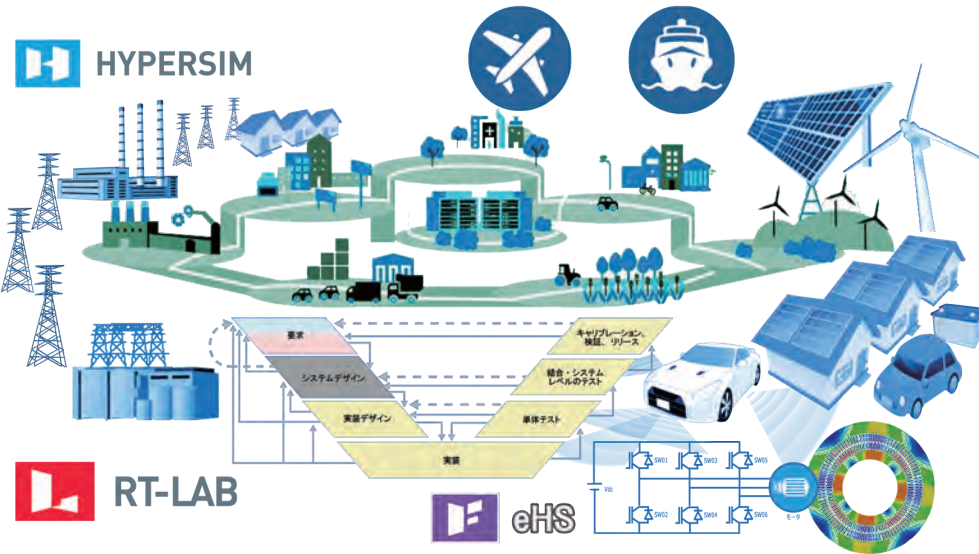 HYPERSIM
要求
キャリブレーション、
検証、リリース
システムデザイン
結合・システム
レベルのテスト
実装デザイン
単体テスト
実装
RT-LAB
eHS
Vdc
SW01
SW03
SW05
SW02
SW04
SW06
モータ